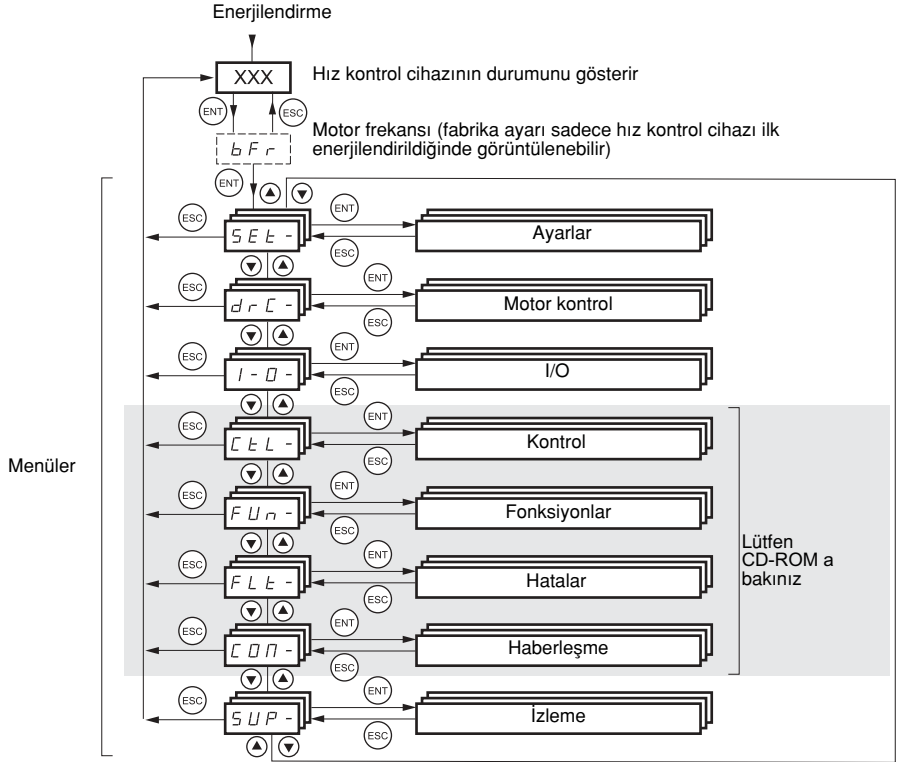 Enerjilendirme
XXX
Hız kontrol cihazının durumunu gösterir
ENT
ESC
Motor frekansı (fabrika ayarı sadece hız kontrol cihazı ilk
enerjilendirildiğinde görüntülenebilir)
bFr
ENT
ESC
SEt-
ENT
ESC
Ayarlar
ESC
drC-
ENT
ESC
Motor kontrol
ESC
I-O-
ENT
ESC
I/O
ESC
CtL-
ENT
ESC
Kontrol
Menüler
ESC
FUn-
ENT
ESC
Fonksiyonlar
Lütfen
CD-ROM a
bakınız
ESC
FLt-
ENT
ESC
Hatalar
ESC
COM-
ENT
ESC
Haberleşme
ESC
SUP-
ENT
ESC
İzleme